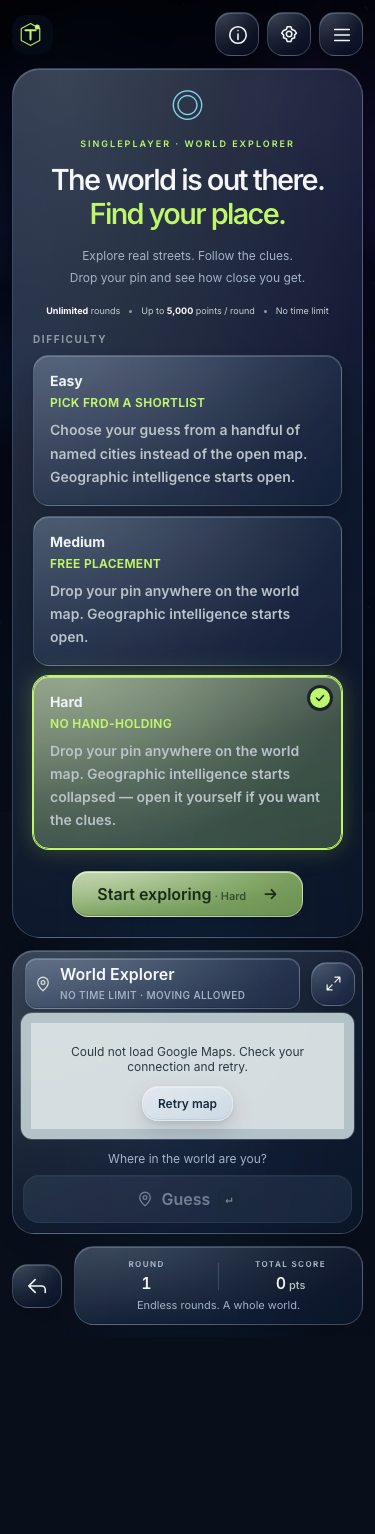 T
SINGLEPLAYER · WORLD EXPLORER
The world is out there.
Find your place.
Explore real streets. Follow the clues.
Drop your pin and see how close you get.
Unlimited rounds • Up to 5,000 points / round • No time limit
DIFFICULTY
Easy
PICK FROM A SHORTLIST
Choose your guess from a handful of
named cities instead of the open map.
Geographic intelligence starts open.
Medium
FREE PLACEMENT
Drop your pin anywhere on the world
map. Geographic intelligence starts
open.
Hard
NO HAND-HOLDING
Drop your pin anywhere on the world
map. Geographic intelligence starts
collapsed — open it yourself if you want
the clues.
Start exploring · Hard →
World Explorer
NO TIME LIMIT · MOVING ALLOWED
Could not load Google Maps. Check your
connection and retry.
Retry map
Where in the world are you?
Guess ↵
ROUND
1
TOTAL SCORE
0 pts
Endless rounds. A whole world.